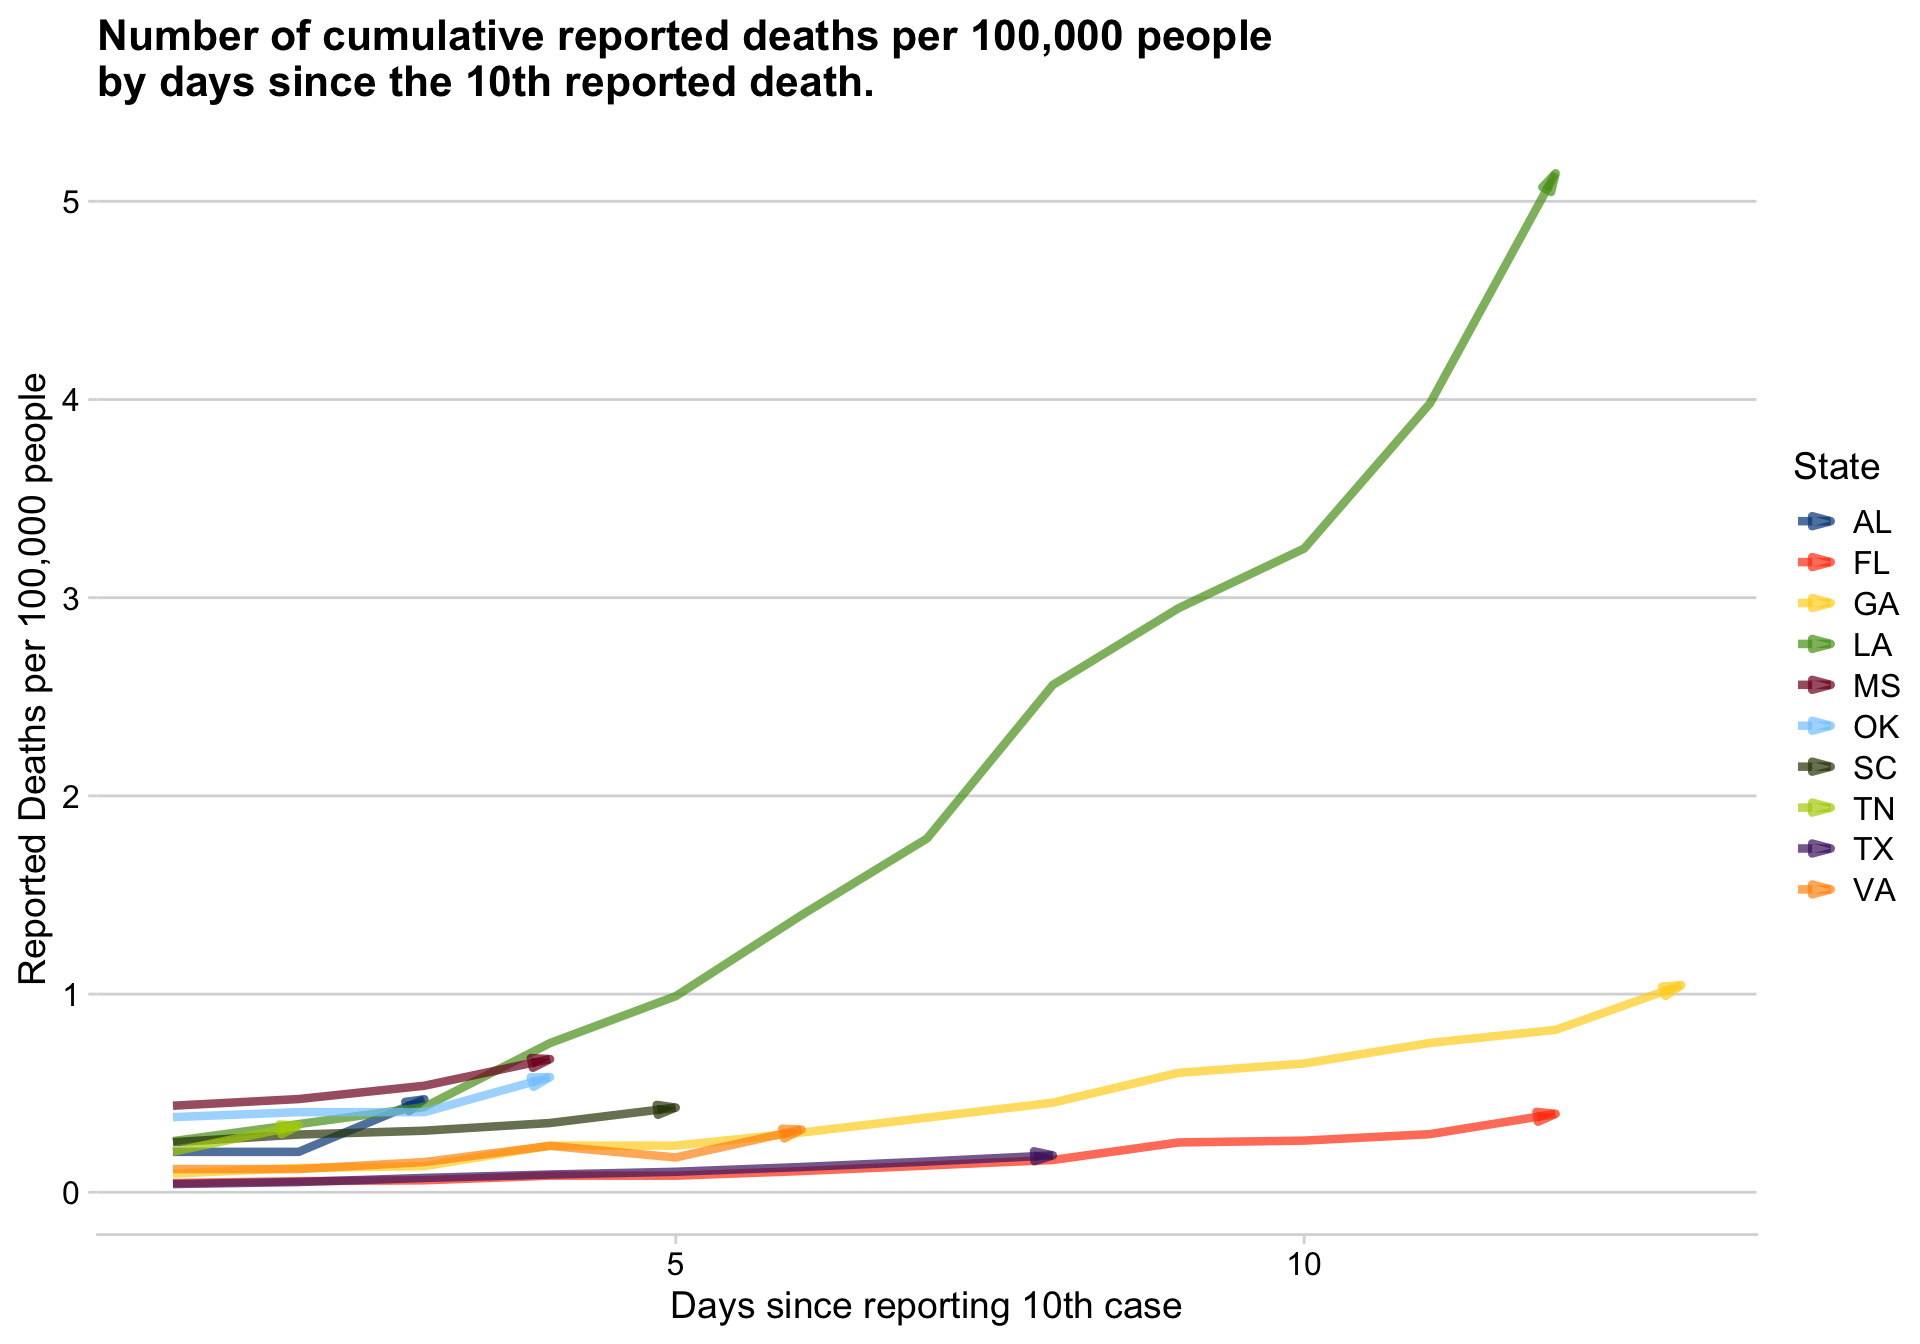 Number of cumulative reported deaths per 100,000 people
by days since the 10th reported death.
Reported Deaths per 100,000 people
5
4
3
2
1
0
5
10
Days since reporting 10th case
State
AL
FL
GA
LA
MS
OK
SC
TN
TX
VA